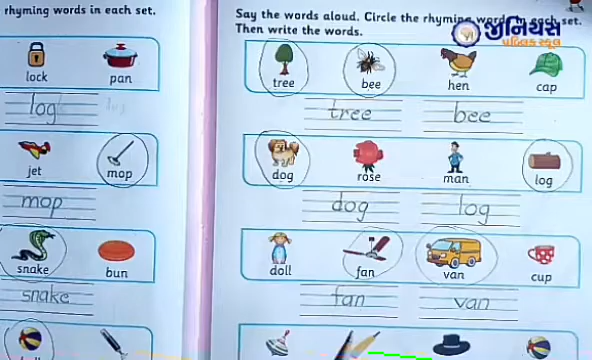 rhyming words in each set.
lock pan
log
jet mop
mop
snake bun
snake
Say the words aloud. Circle the rhyming words in each set.
Then write the words.
જીનિયસ
પબ્લિક સ્કૂલ
tree bee hen cap
tree bee
dog rose man log
dog log
doll fan van cup
fan van